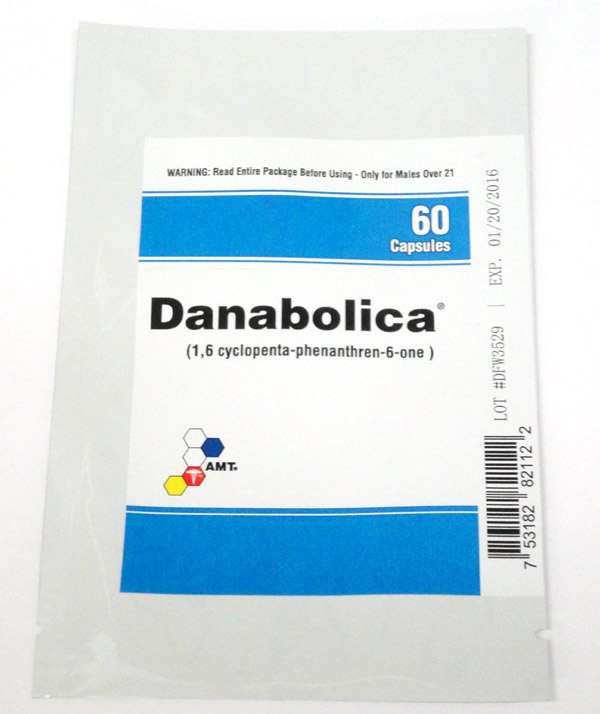 WARNING: Read Entire Package Before Using - Only for Males Over 21
60
Capsules
Danabolica®
(1,6 cyclopenta-phenanthren-6-one )
AMT®
LOT #DFW3529 | EXP. 01/20/2016
7 53182 82112 2